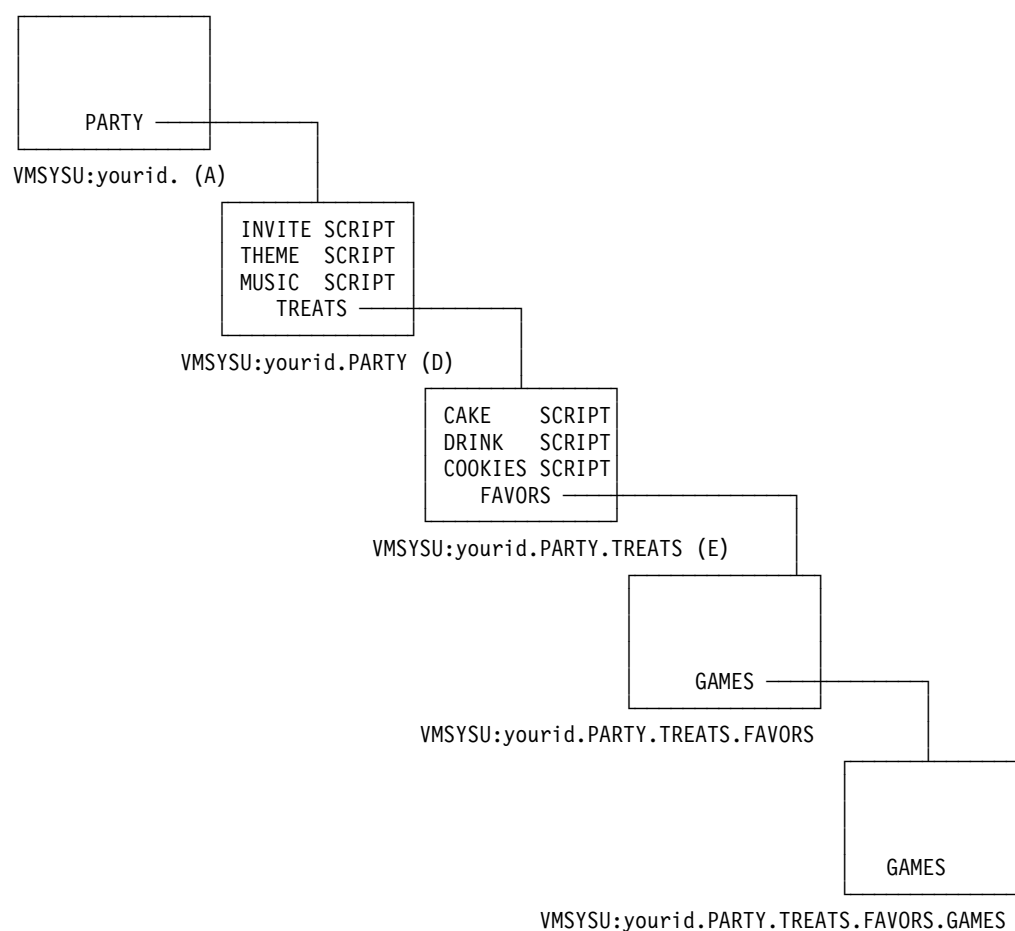 PARTY
VMSYSU:yourid. (A)
INVITE SCRIPT
THEME  SCRIPT
MUSIC  SCRIPT
TREATS
VMSYSU:yourid.PARTY (D)
CAKE    SCRIPT
DRINK   SCRIPT
COOKIES SCRIPT
FAVORS
VMSYSU:yourid.PARTY.TREATS (E)
GAMES
VMSYSU:yourid.PARTY.TREATS.FAVORS
GAMES
VMSYSU:yourid.PARTY.TREATS.FAVORS.GAMES